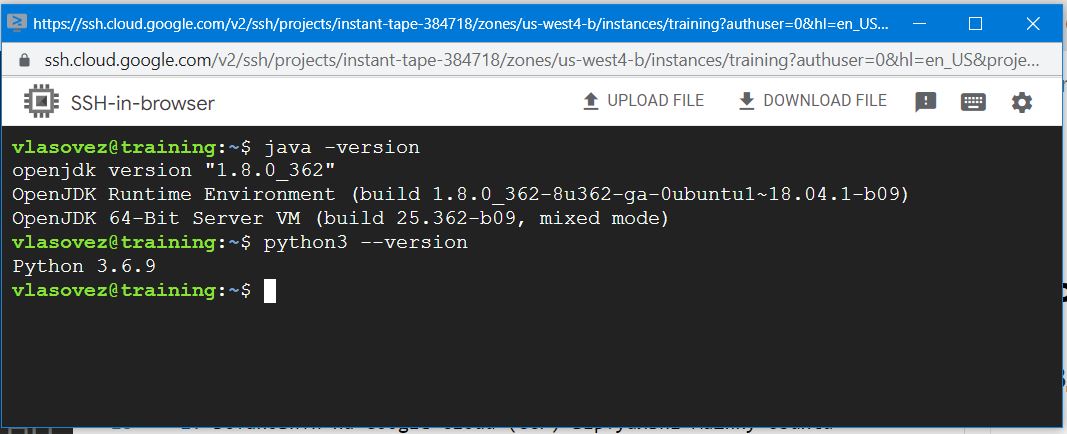 https://ssh.cloud.google.com/v2/ssh/projects/instant-tape-384718/zones/us-west4-b/instances/training?authuser=0&hl=en_US...
ssh.cloud.google.com/v2/ssh/projects/instant-tape-384718/zones/us-west4-b/instances/training?authuser=0&hl=en_US&proje...
SSH-in-browser
UPLOAD FILE
DOWNLOAD FILE
vlasovez@training:~$ java -version
openjdk version "1.8.0_362"
OpenJDK Runtime Environment (build 1.8.0_362-8u362-ga-0ubuntu1~18.04.1-b09)
OpenJDK 64-Bit Server VM (build 25.362-b09, mixed mode)
vlasovez@training:~$ python3 --version
Python 3.6.9
vlasovez@training:~$